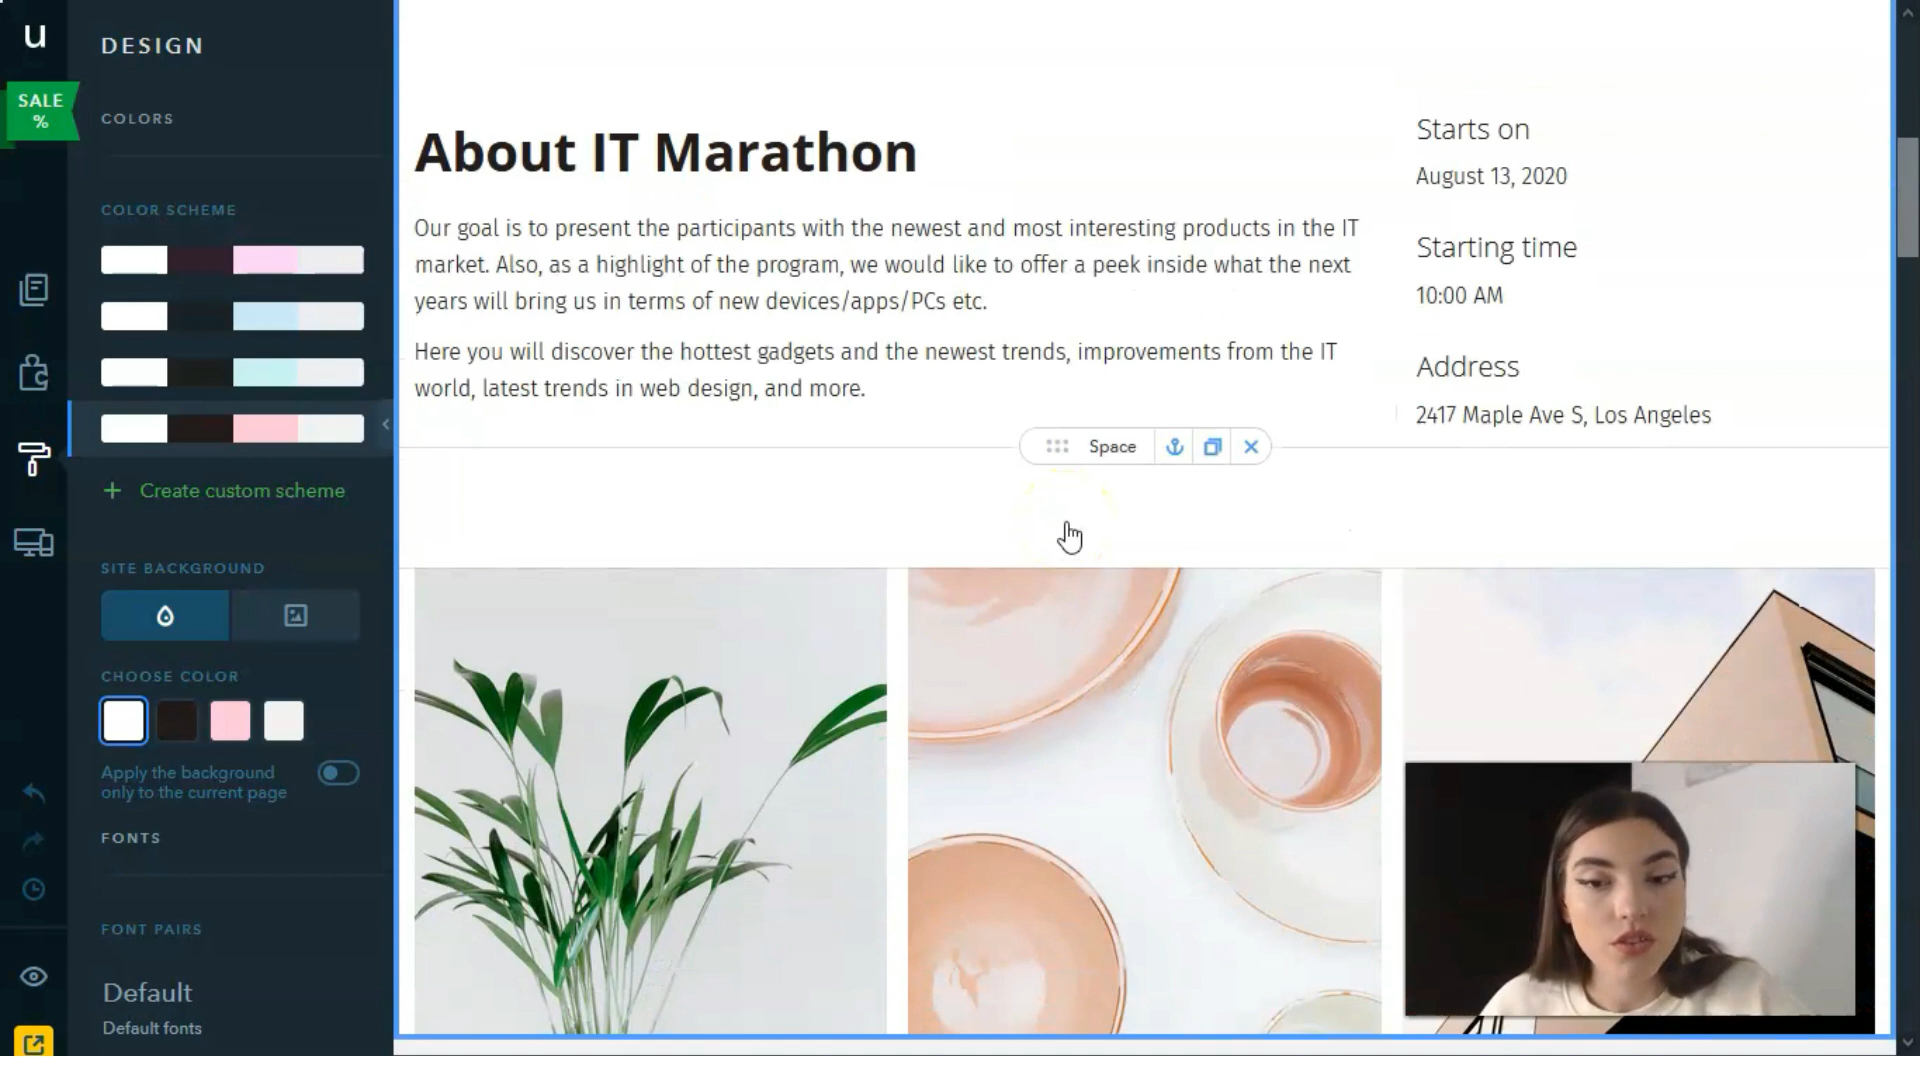 u
DESIGN
SALE
%
COLORS
COLOR SCHEME
Create custom scheme
SITE BACKGROUND
CHOOSE COLOR
Apply the background
only to the current page
FONTS
FONT PAIRS
Default
Default fonts
About IT Marathon
Our goal is to present the participants with the newest and most interesting products in the IT
market. Also, as a highlight of the program, we would like to offer a peek inside what the next
years will bring us in terms of new devices/apps/PCs etc.
Here you will discover the hottest gadgets and the newest trends, improvements from the IT
world, latest trends in web design, and more.
Starts on
August 13, 2020
Starting time
10:00 AM
Address
2417 Maple Ave S, Los Angeles
Space